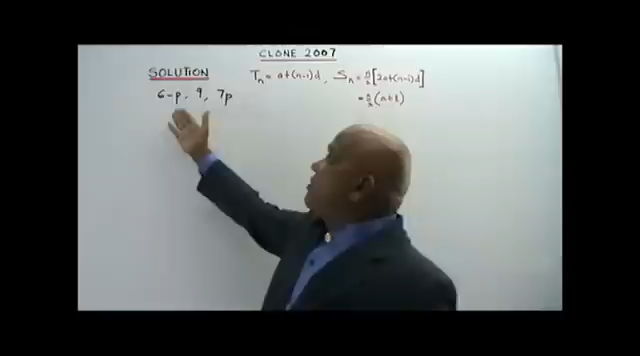 CLONE 2007
SOLUTION
6-p, 9, 7p
Tn = a+(n-1)d, Sn = n/2[2a+(n-1)d]
= n/2(a+l)